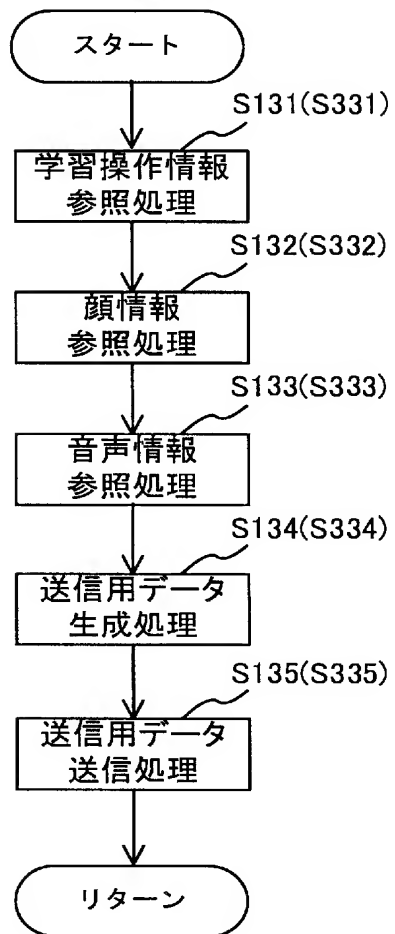 スタート
S131(S331)
学習操作情報
参照処理
S132(S332)
顔情報
参照処理
S133(S333)
音声情報
参照処理
S134(S334)
送信用データ
生成処理
S135(S335)
送信用データ
送信処理
リターン